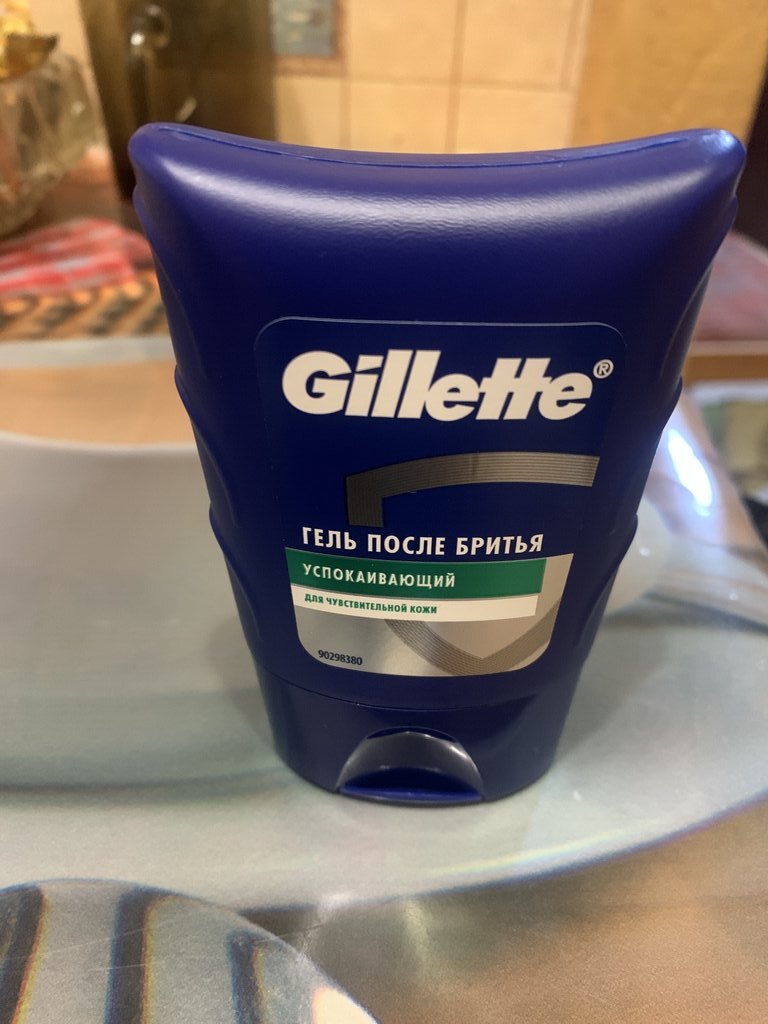 Gillette®
ГЕЛЬ ПОСЛЕ БРИТЬЯ
УСПОКАИВАЮЩИЙ
ДЛЯ ЧУВСТВИТЕЛЬНОЙ КОЖИ
90298380